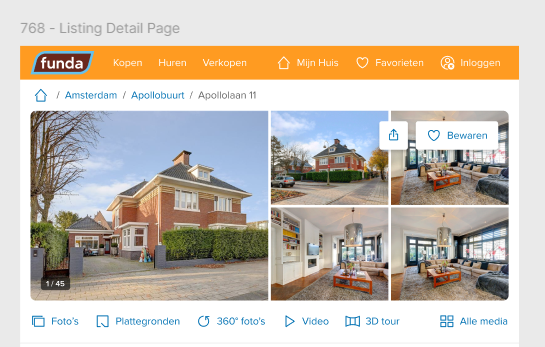 768 - Listing Detail Page
funda Kopen Huren Verkopen Mijn Huis Favorieten Inloggen
/ Amsterdam / Apollobuurt / Apollolaan 11
Bewaren
1 / 45
Foto's Plattegronden 360° foto's Video 3D tour Alle media